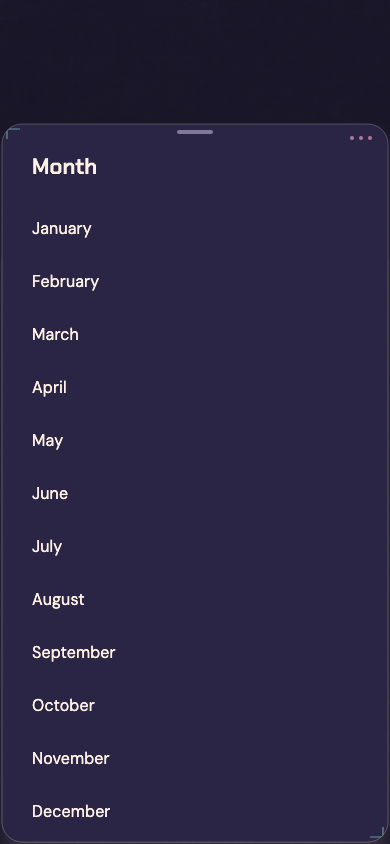 Month
January
February
March
April
May
June
July
August
September
October
November
December